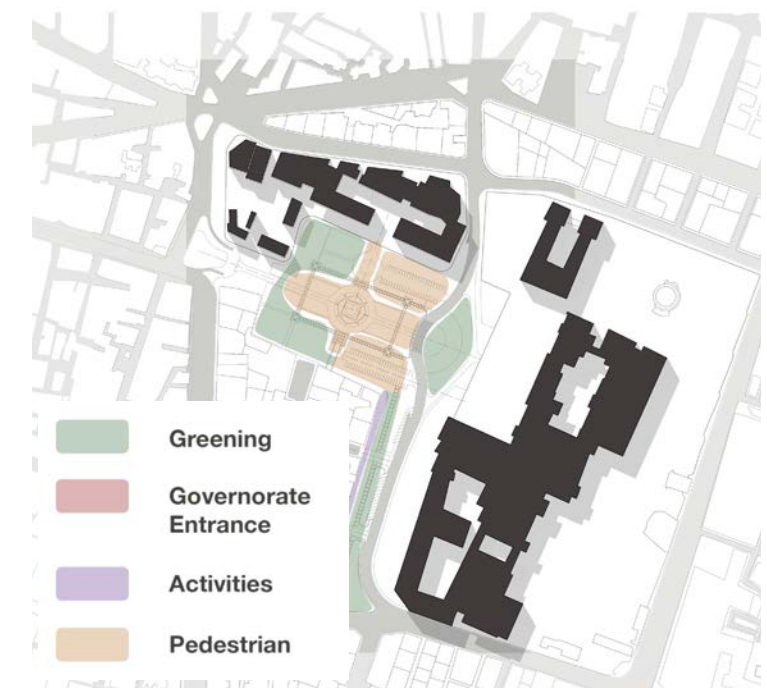 Greening
Governorate
Entrance
Activities
Pedestrian